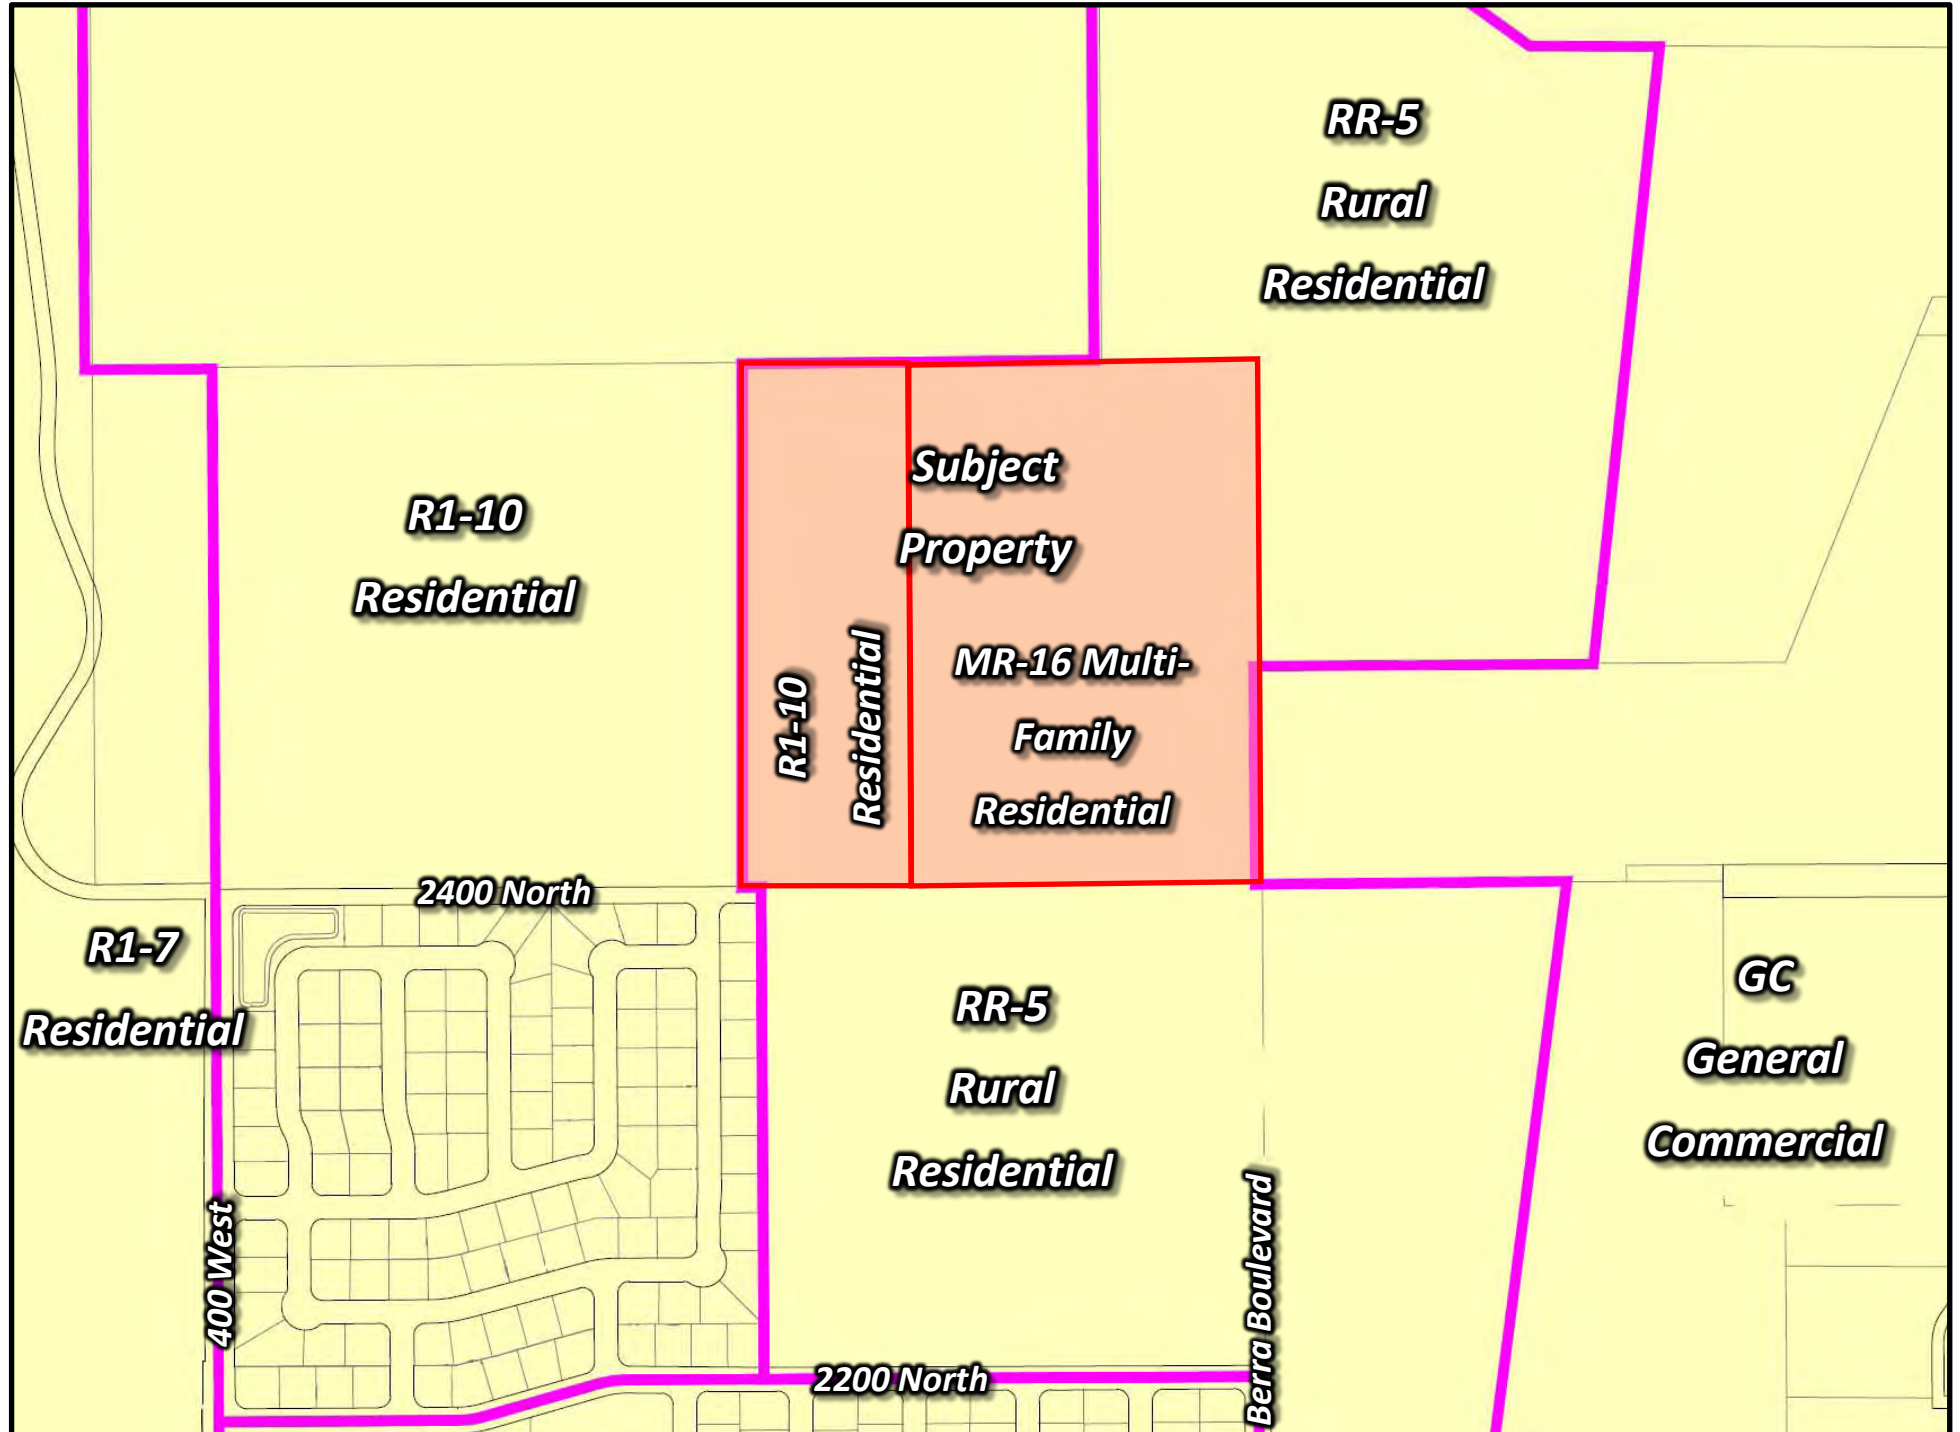 RR-5
Rural
Residential
Subject
Property
R1-10
Residential
R1-10
Residential
MR-16 Multi-
Family
Residential
2400 North
R1-7
Residential
RR-5
Rural
Residential
GC
General
Commercial
400 West
Berra Boulevard
2200 North